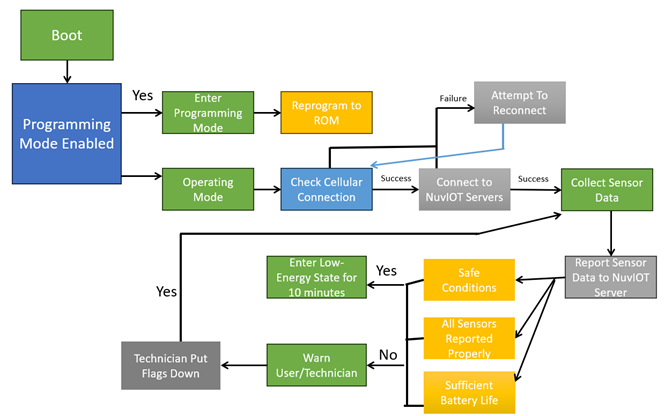 Boot
Programming
Mode Enabled
Yes
Enter
Programming
Mode
Reprogram to
ROM
Failure
Attempt To
Reconnect
Operating
Mode
Check Cellular
Connection
Success
Connect to
NuvIOT Servers
Success
Collect Sensor
Data
Report Sensor
Data to NuvIOT
Server
Safe
Conditions
All Sensors
Reported
Properly
Sufficient
Battery Life
Yes
Enter Low-
Energy State for
10 minutes
No
Warn
User/Technician
Technician Put
Flags Down
Yes